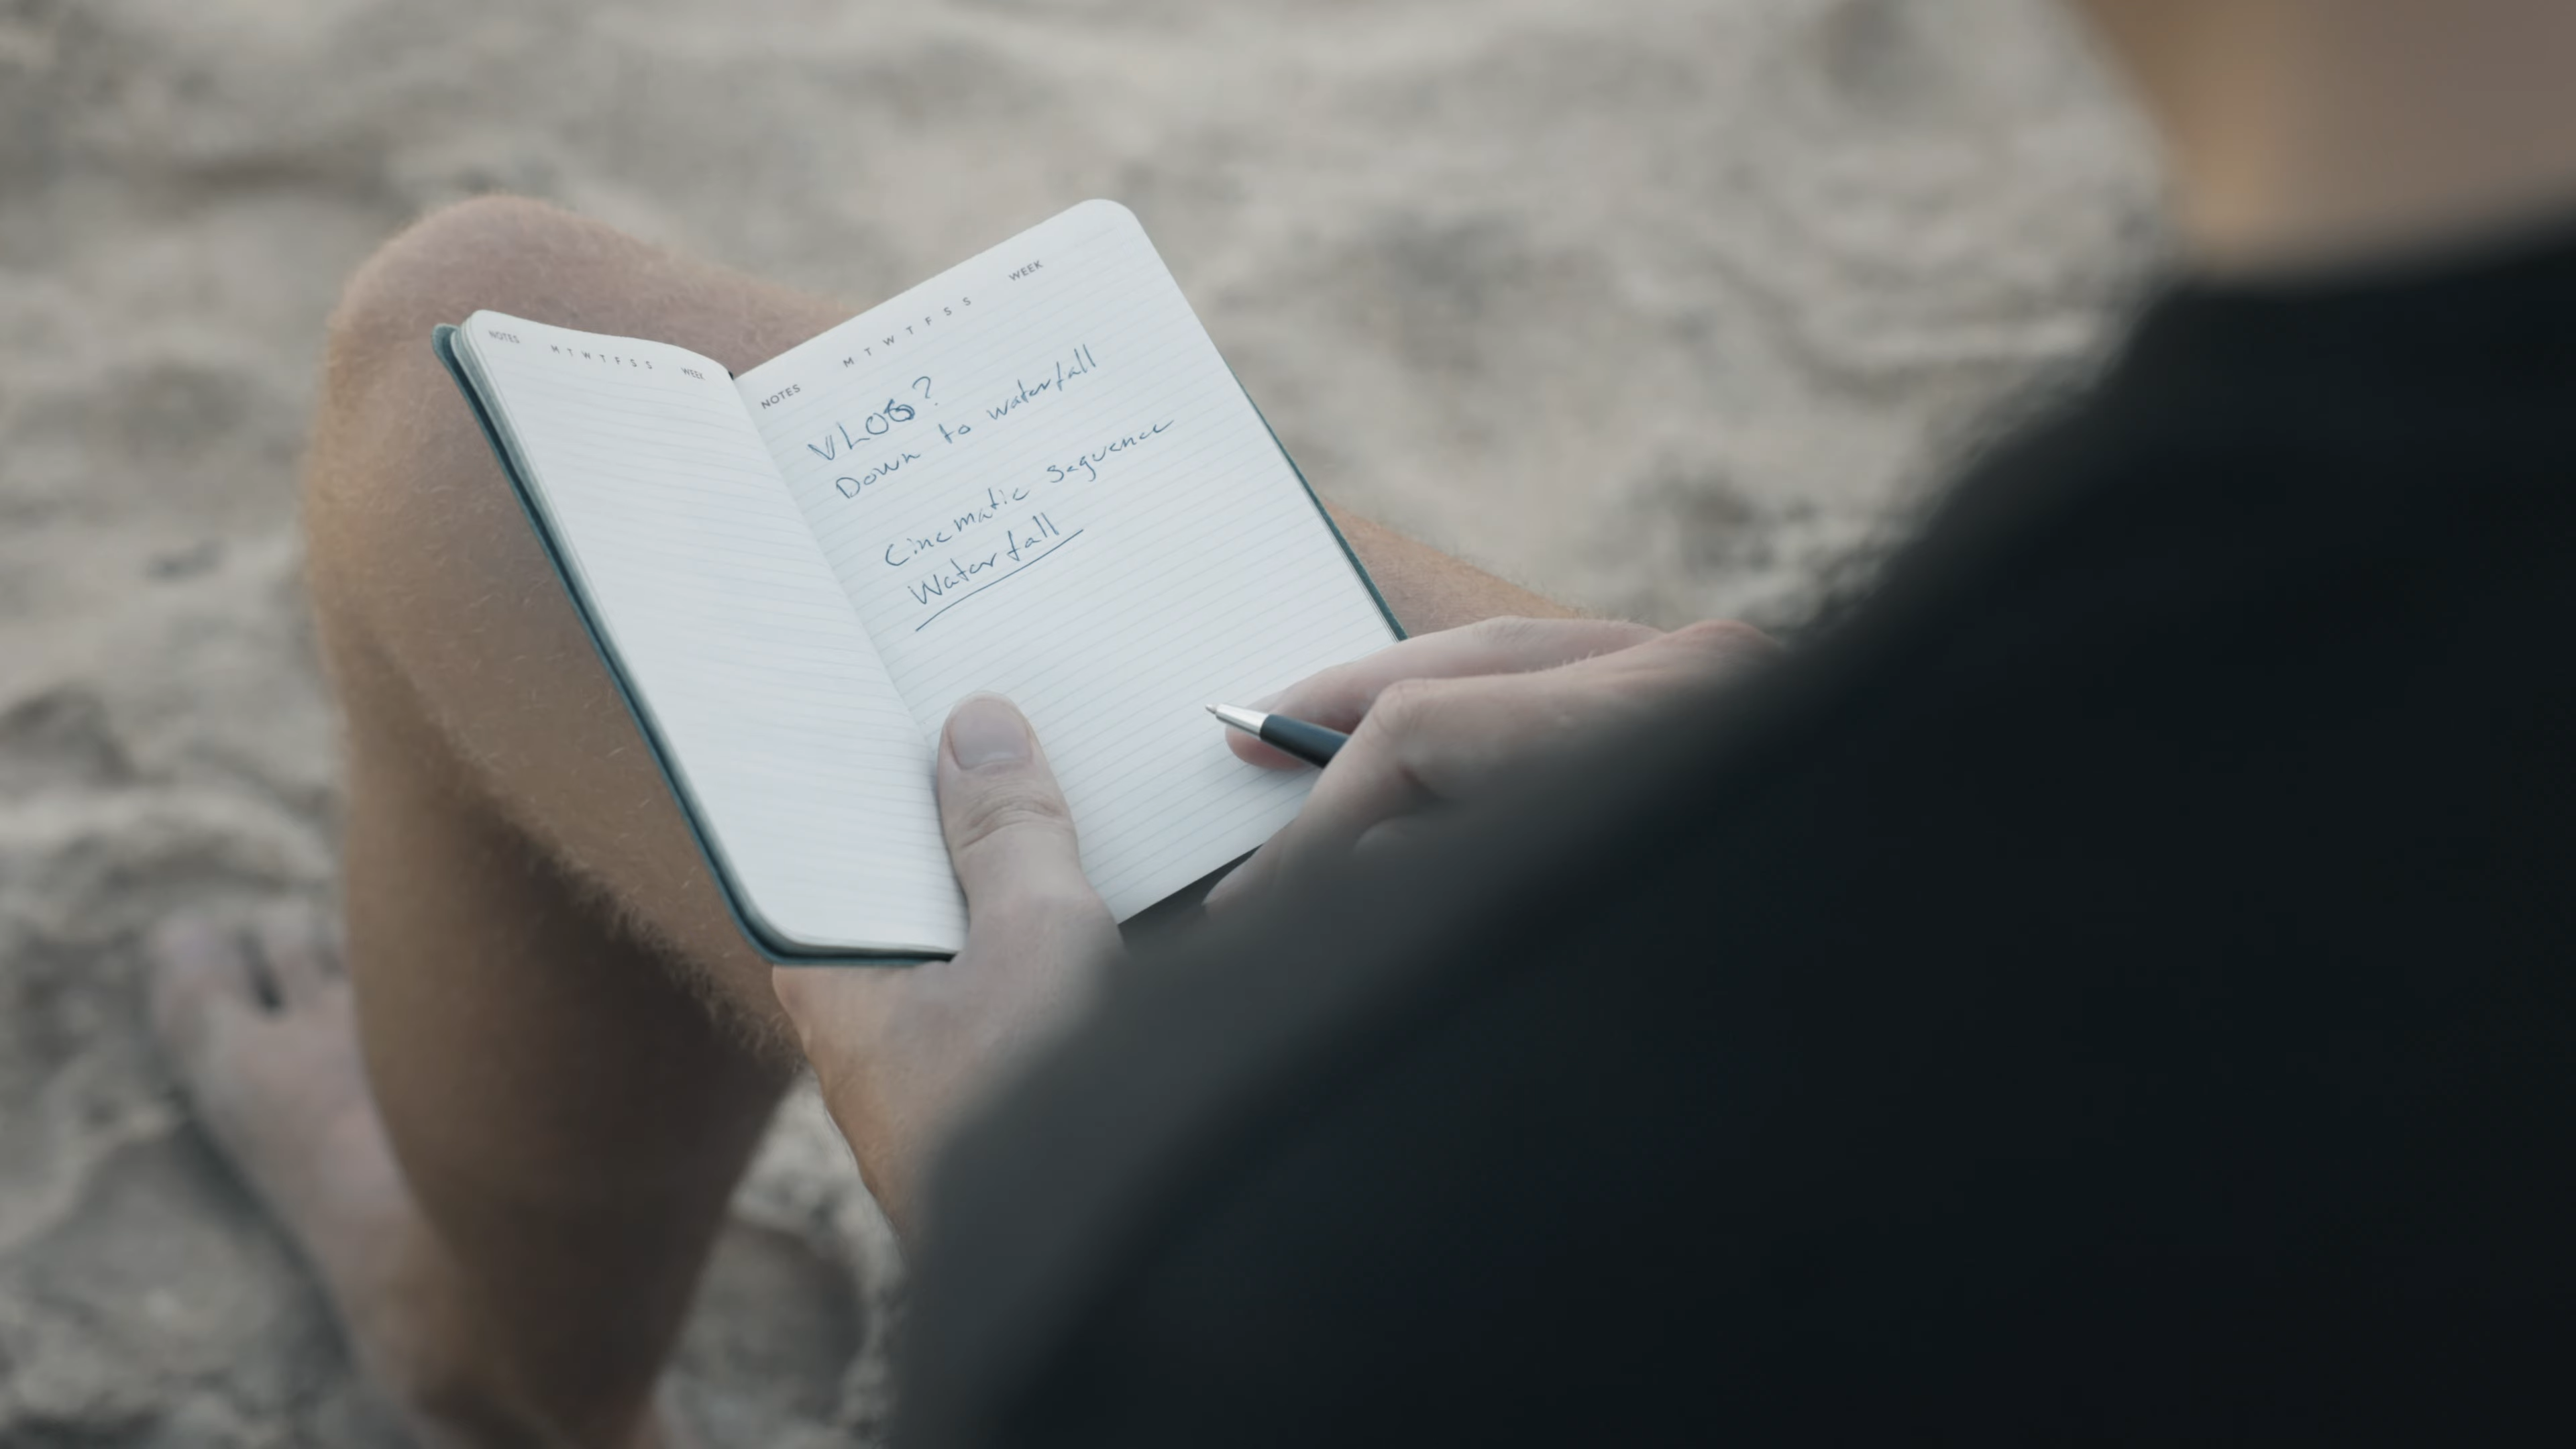 NOTES M T W T F S S WEEK
NOTES M T W T F S S WEEK
VLOG?
Down to waterfall
Cinematic Sequence
Waterfall